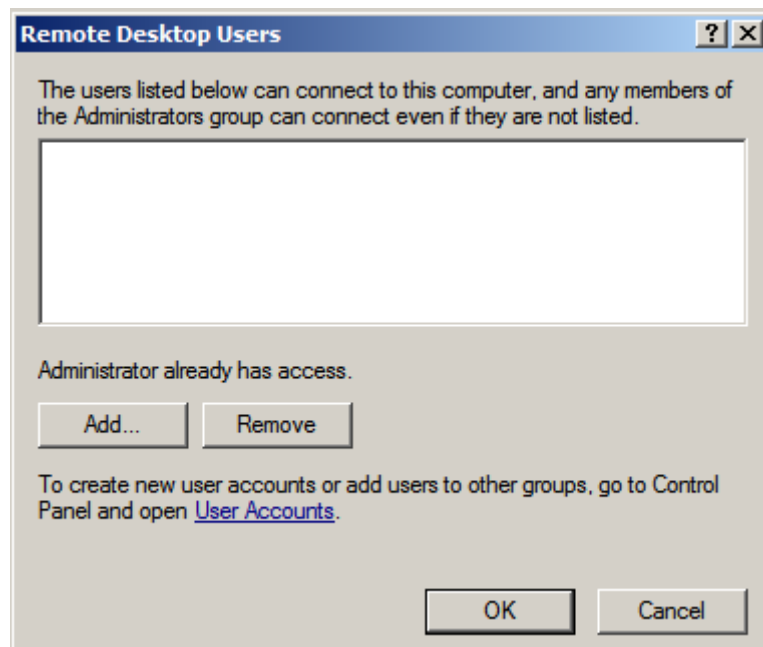 Remote Desktop Users
The users listed below can connect to this computer, and any members of
the Administrators group can connect even if they are not listed.
Administrator already has access.
Add...
Remove
To create new user accounts or add users to other groups, go to Control
Panel and open User Accounts.
OK
Cancel